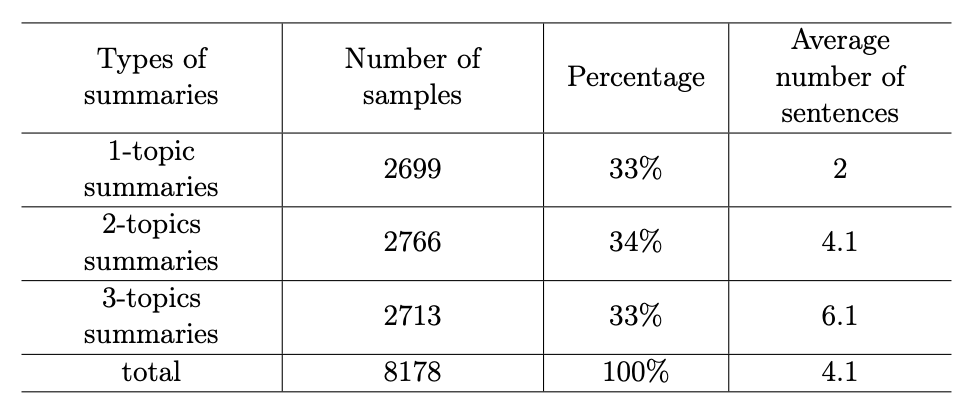 Types of summaries Number of samples Percentage Average number of sentences
1-topic summaries 2699 33% 2
2-topics summaries 2766 34% 4.1
3-topics summaries 2713 33% 6.1
total 8178 100% 4.1